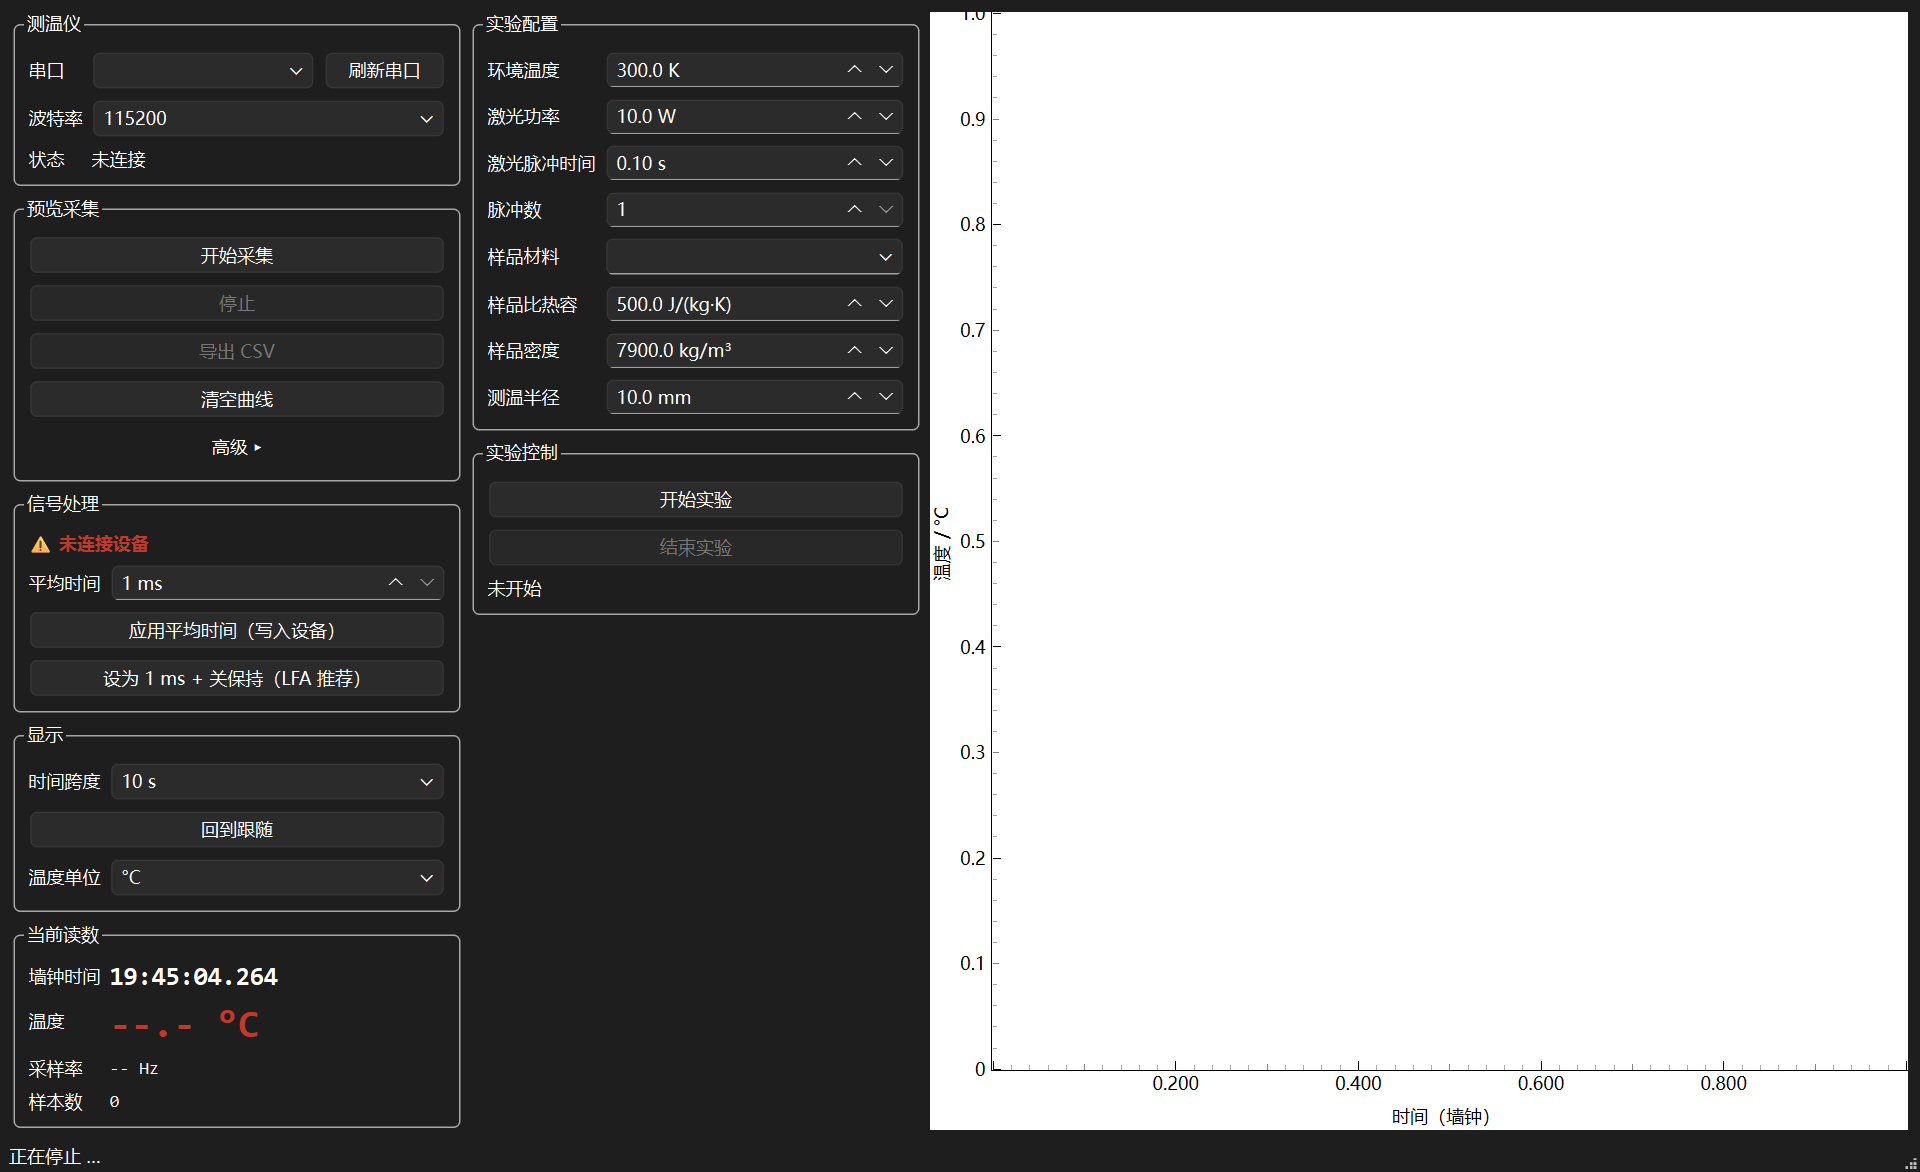 测温仪
串口
刷新串口
波特率 115200
状态 未连接
预览采集
开始采集
停止
导出 CSV
清空曲线
高级 ▸
信号处理
⚠ 未连接设备
平均时间 1 ms
应用平均时间（写入设备）
设为 1 ms + 关保持（LFA 推荐）
显示
时间跨度 10 s
回到跟随
温度单位 °C
当前读数
墙钟时间 19:45:04.264
温度 --.- °C
采样率 -- Hz
样本数 0
正在停止 ...
实验配置
环境温度 300.0 K
激光功率 10.0 W
激光脉冲时间 0.10 s
脉冲数 1
样品材料
样品比热容 500.0 J/(kg·K)
样品密度 7900.0 kg/m³
测温半径 10.0 mm
实验控制
开始实验
结束实验
未开始
温度 / °C
1.0
0.9
0.8
0.7
0.6
0.5
0.4
0.3
0.2
0.1
0
0.200 0.400 0.600 0.800
时间（墙钟）